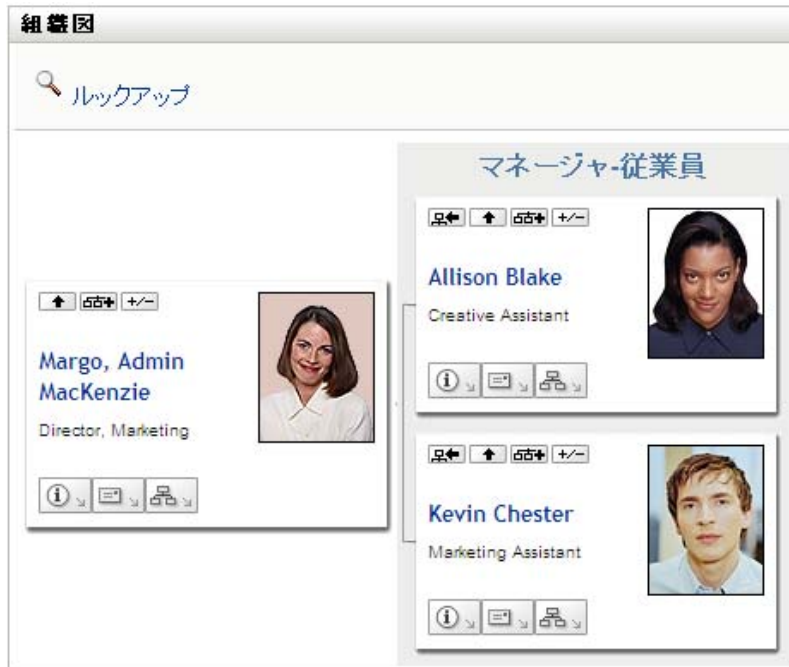 組織図
ルックアップ
マネージャ-従業員
Margo, Admin
MacKenzie
Director, Marketing
Allison Blake
Creative Assistant
Kevin Chester
Marketing Assistant